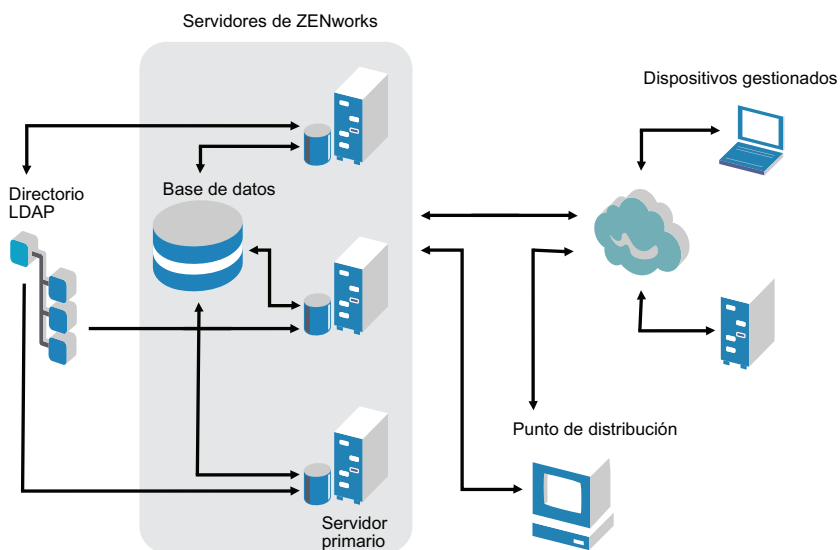 Servidores de ZENworks
Dispositivos gestionados
Directorio
LDAP
Base de datos
Punto de distribución
Servidor
primario